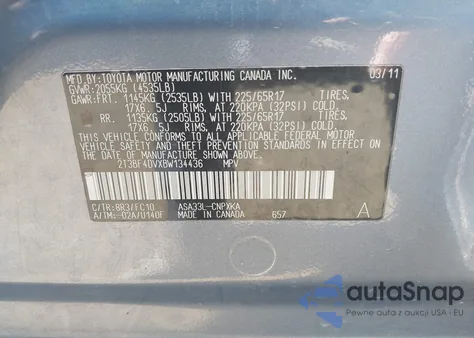 MFD.BY:TOYOTA MOTOR MANUFACTURING CANADA INC. 03/11
GVWR:2055KG (4535LB)
GAWR:FRT. 1145KG (2535LB) WITH 225/65R17 TIRES,
17X6.5J RIMS, AT 220KPA (32PSI) COLD.
RR. 1135KG (2505LB) WITH 225/65R17 TIRES,
17X6.5J RIMS, AT 220KPA (32PSI) COLD.
THIS VEHICLE CONFORMS TO ALL APPLICABLE FEDERAL MOTOR
VEHICLE SAFETY AND BUMPER STANDARDS IN EFFECT ON THE
DATE OF MANUFACTURE SHOWN ABOVE.
2T3BF4DVXBW134436 MPV
C/TR:8R3/FC10 ASA33L-CNPXKA
A/TM:-02A/U140F MADE IN CANADA 657 A
autoSnap
Pewne auta z aukcji USA i EU